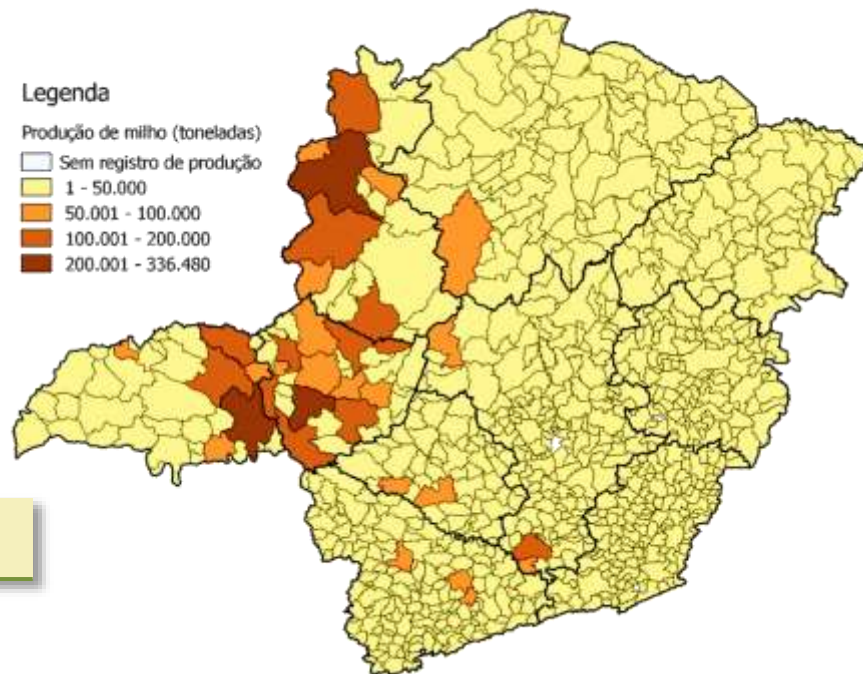 Legenda
Produção de milho (toneladas)
Sem registro de produção
1 - 50.000
50.001 - 100.000
100.001 - 200.000
200.001 - 336.480